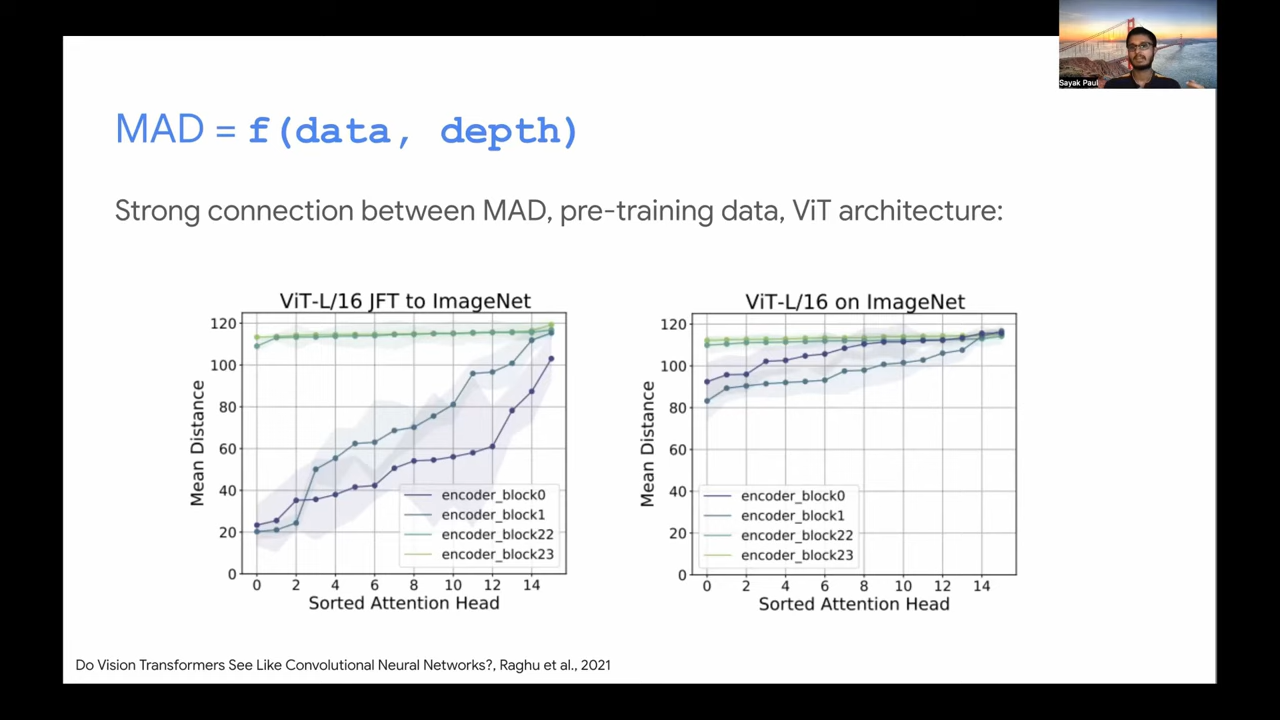 Sayak Paul
MAD = f(data, depth)
Strong connection between MAD, pre-training data, ViT architecture:
ViT-L/16 JFT to ImageNet
120
100
80
60
40
20
0
Mean Distance
encoder_block0
encoder_block1
encoder_block22
encoder_block23
0 2 4 6 8 10 12 14
Sorted Attention Head
ViT-L/16 on ImageNet
120
100
80
60
40
20
0
Mean Distance
encoder_block0
encoder_block1
encoder_block22
encoder_block23
0 2 4 6 8 10 12 14
Sorted Attention Head
Do Vision Transformers See Like Convolutional Neural Networks?, Raghu et al., 2021